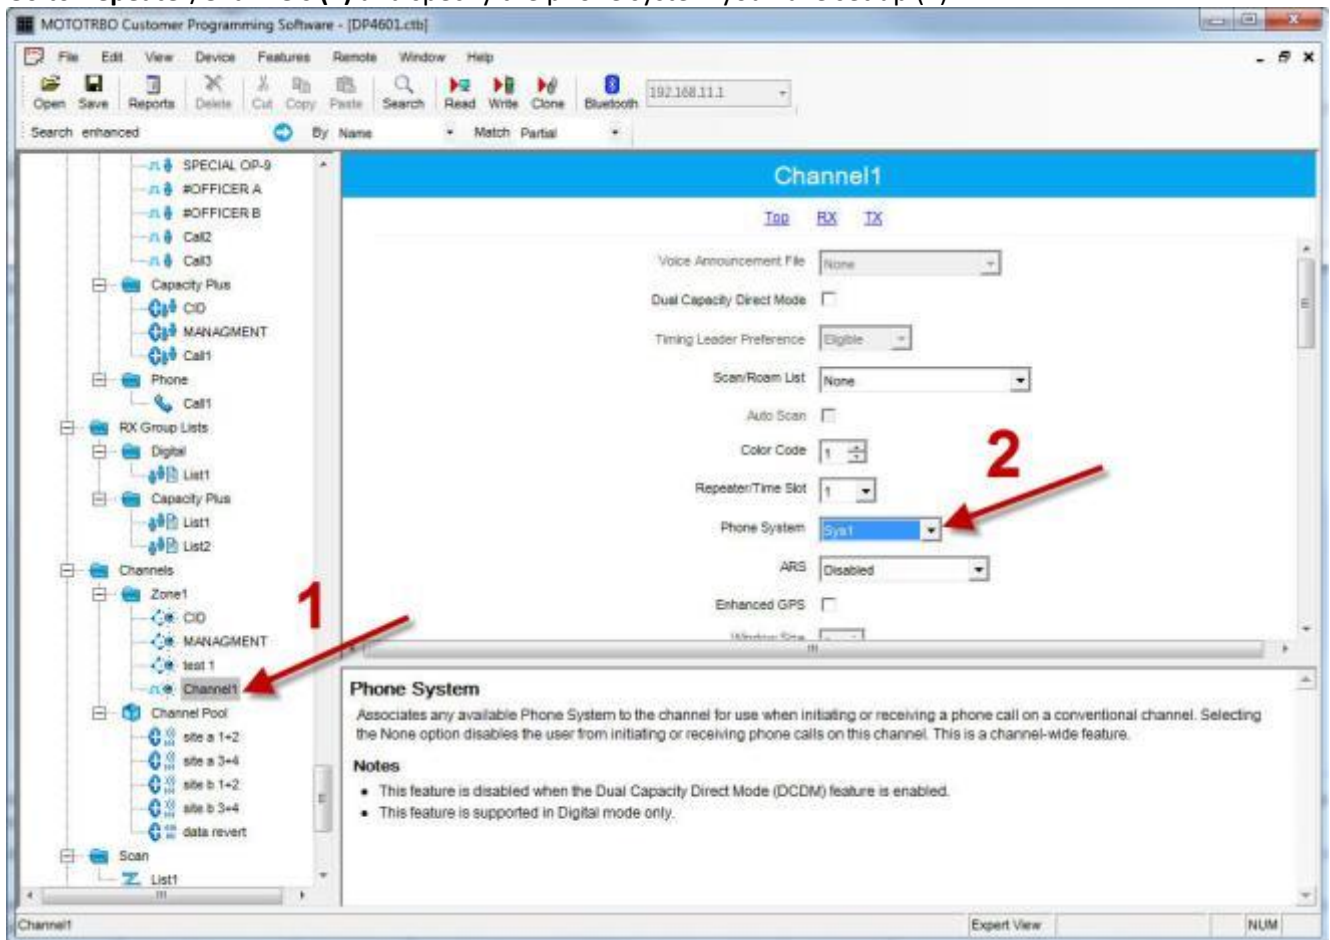 MOTOTRBO Customer Programming Software - [DP4601.ctb]
File Edit View Device Features Remote Window Help
Open Save Reports Delete Cut Copy Paste Search Read Write Clone Bluetooth 192.168.11.1
Search enhanced By Name Match Partial
SPECIAL OP-9
#OFFICER A
#OFFICER B
Call2
Call3
Capacity Plus
CID
MANAGMENT
Call1
Phone
Call1
RX Group Lists
Digital
List1
Capacity Plus
List1
List2
Channels
Zone1
CID
MANAGMENT
test 1
Channel1
Channel Pool
site a 1+2
site a 3+4
site b 1+2
site b 3+4
data revert
Scan
List1
1
Channel1
Top RX TX
Voice Announcement File None
Dual Capacity Direct Mode
Timing Leader Preference Eligible
Scan/Roam List None
Auto Scan
Color Code 1
Repeater/Time Slot 1
2
Phone System Sys1
ARS Disabled
Enhanced GPS
Window Size
Phone System
Associates any available Phone System to the channel for use when initiating or receiving a phone call on a conventional channel. Selecting
the None option disables the user from initiating or receiving phone calls on this channel. This is a channel-wide feature.
Notes
• This feature is disabled when the Dual Capacity Direct Mode (DCDM) feature is enabled.
• This feature is supported in Digital mode only.
Channel1 Expert View NUM